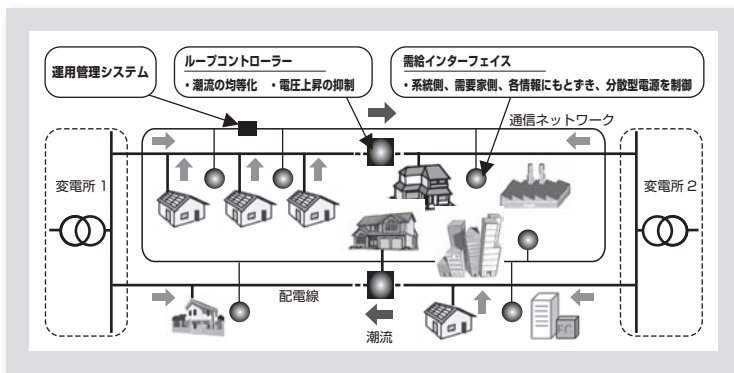 運用管理システム
ループコントローラー
・潮流の均等化 ・電圧上昇の抑制
需給インターフェイス
・系統側、需要家側、各情報にもとずき、分散型電源を制御
通信ネットワーク
変電所 1
変電所 2
配電線
潮流
FC